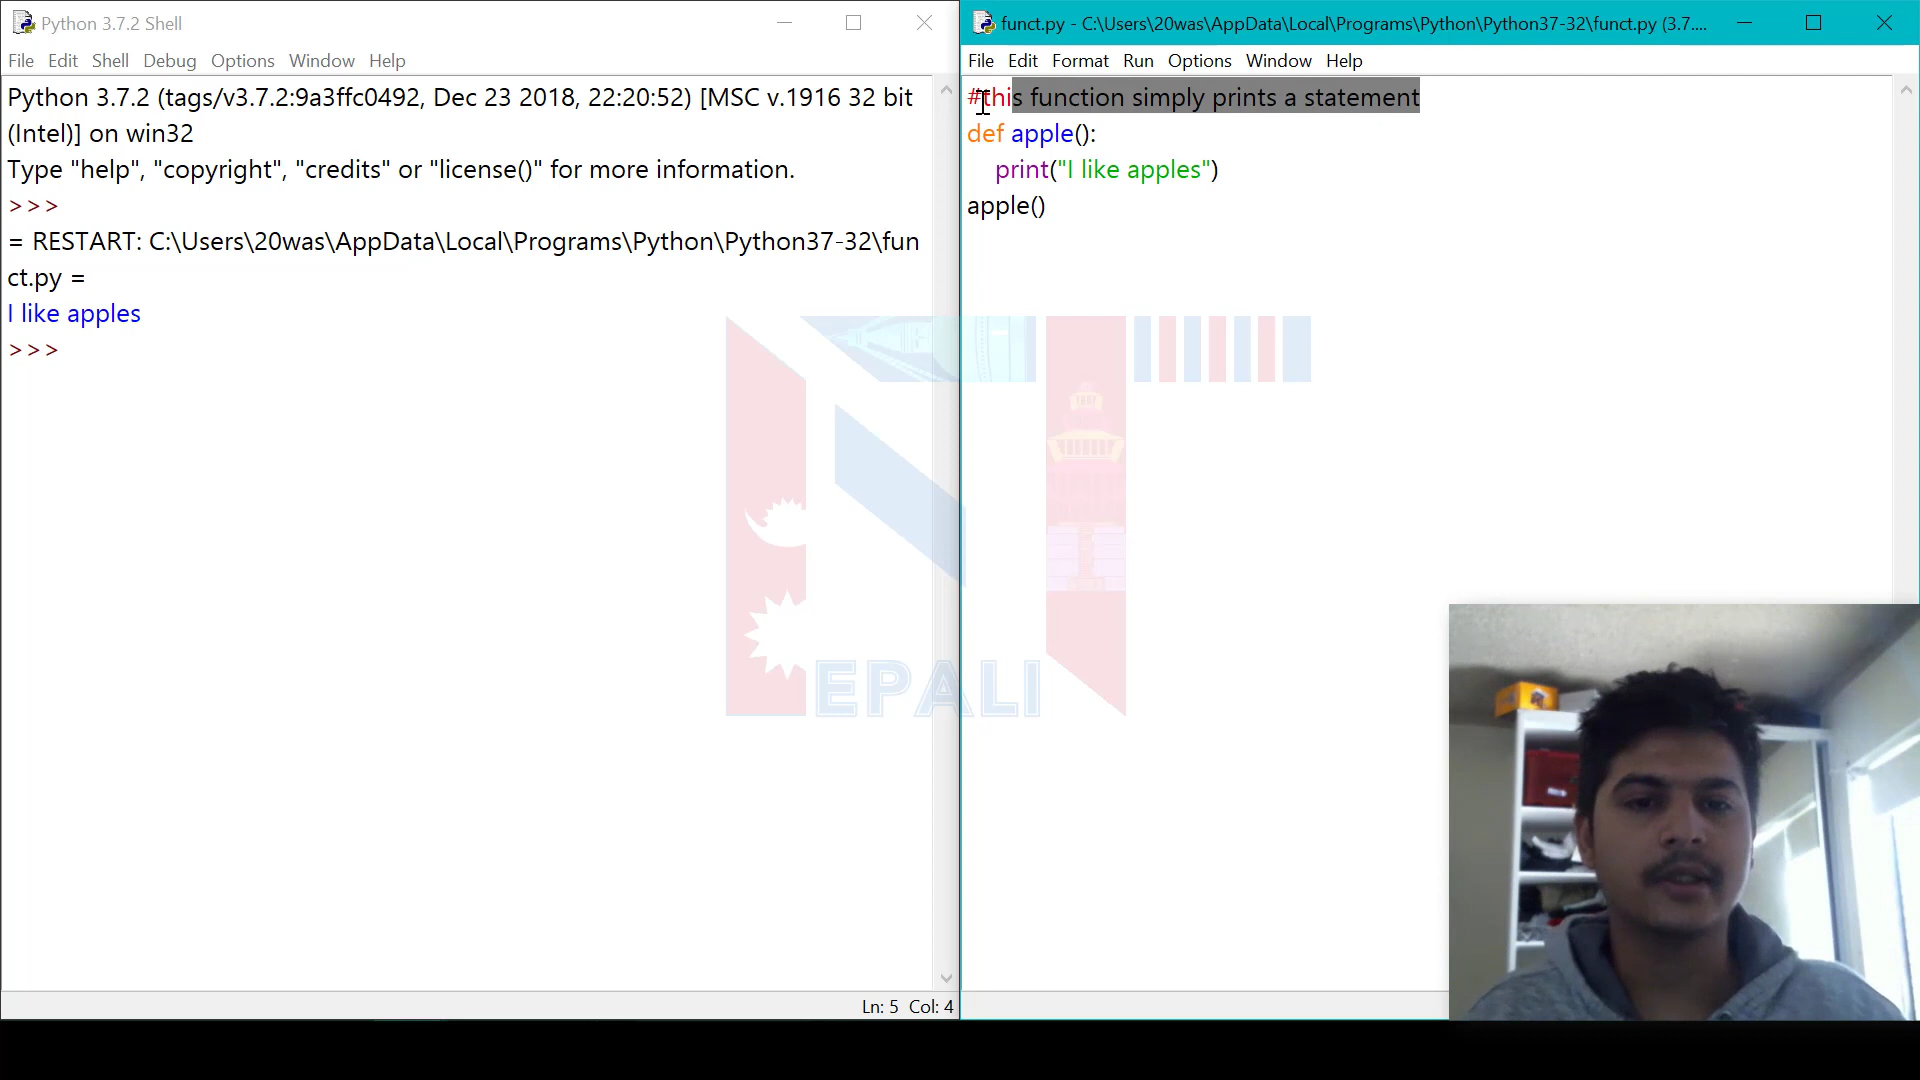 Python 3.7.2 Shell
File Edit Shell Debug Options Window Help
Python 3.7.2 (tags/v3.7.2:9a3ffc0492, Dec 23 2018, 22:20:52) [MSC v.1916 32 bit
(Intel)] on win32
Type "help", "copyright", "credits" or "license()" for more information.
>>>
= RESTART: C:\Users\20was\AppData\Local\Programs\Python\Python37-32\fun
ct.py =
I like apples
>>>
Ln: 5 Col: 4
funct.py - C:\Users\20was\AppData\Local\Programs\Python\Python37-32\funct.py (3.7....
File Edit Format Run Options Window Help
#this function simply prints a statement
def apple():
    print("I like apples")
apple()
EPALI